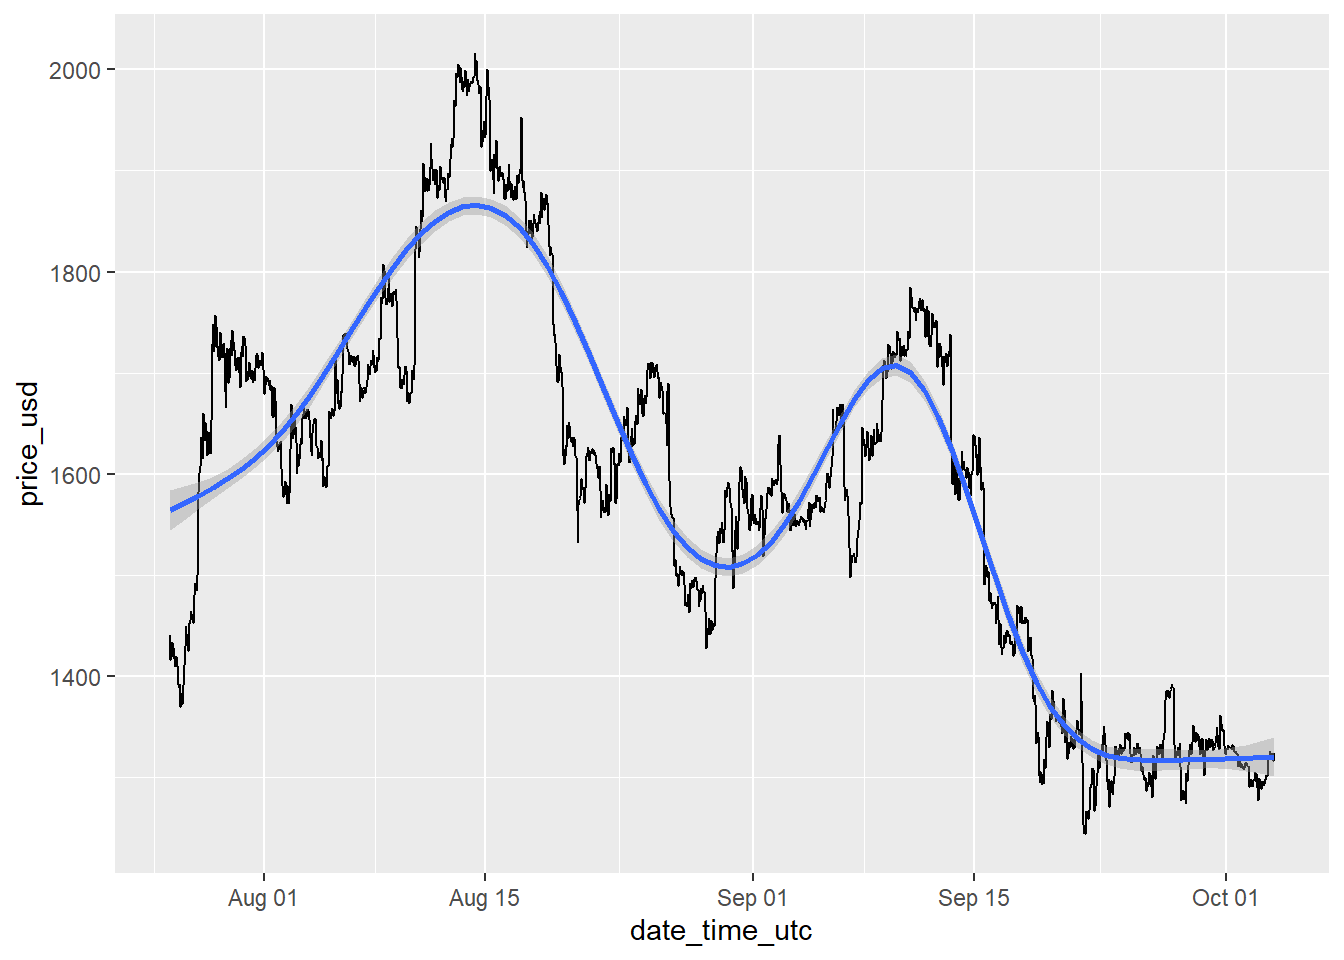 2000
1800
1600
1400
price_usd
Aug 01
Aug 15
Sep 01
Sep 15
Oct 01
date_time_utc